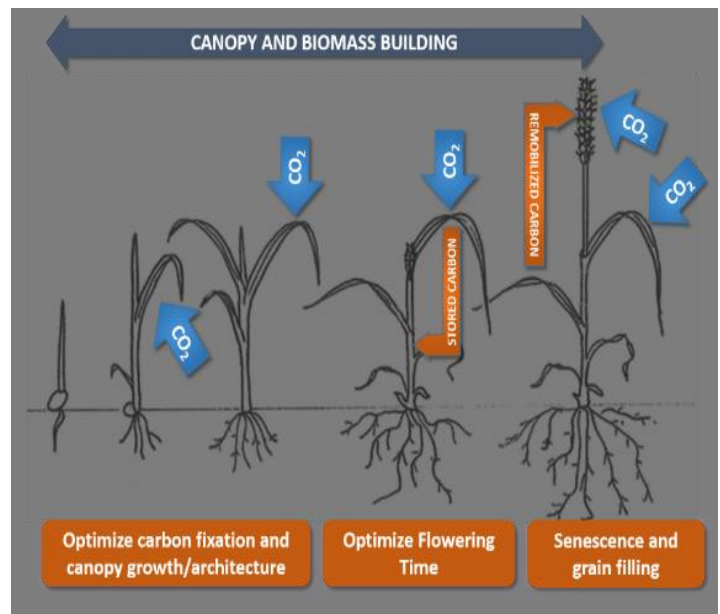 CANOPY AND BIOMASS BUILDING
CO₂
CO₂
CO₂
STORED CARBON
REMOBILIZED CARBON
CO₂
CO₂
Optimize carbon fixation and
canopy growth/architecture
Optimize Flowering
Time
Senescence and
grain filling